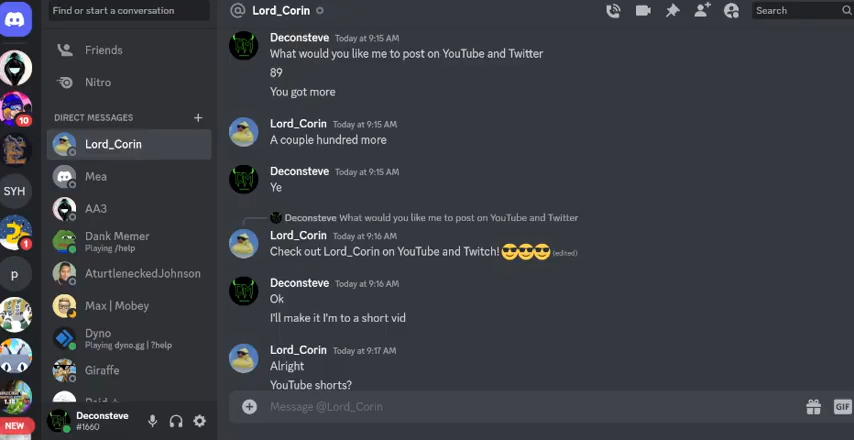 Find or start a conversation
Friends
Nitro
DIRECT MESSAGES
Lord_Corin
Mea
AA3
Dank Memer
Playing /help
AturtleneckedJohnson
Max | Mobey
Dyno
Playing dyno.gg | ?help
Giraffe
Deconsteve
#1660
10
SYH
1
p
NEW
@ Lord_Corin
Search
Deconsteve Today at 9:15 AM
What would you like me to post on YouTube and Twitter
89
You got more
Lord_Corin Today at 9:15 AM
A couple hundred more
Deconsteve Today at 9:15 AM
Ye
Deconsteve What would you like me to post on YouTube and Twitter
Lord_Corin Today at 9:16 AM
Check out Lord_Corin on YouTube and Twitch!😎😎😎 (edited)
Deconsteve Today at 9:16 AM
Ok
I'll make it I'm to a short vid
Lord_Corin Today at 9:17 AM
Alright
YouTube shorts?
Message @Lord_Corin
GIF